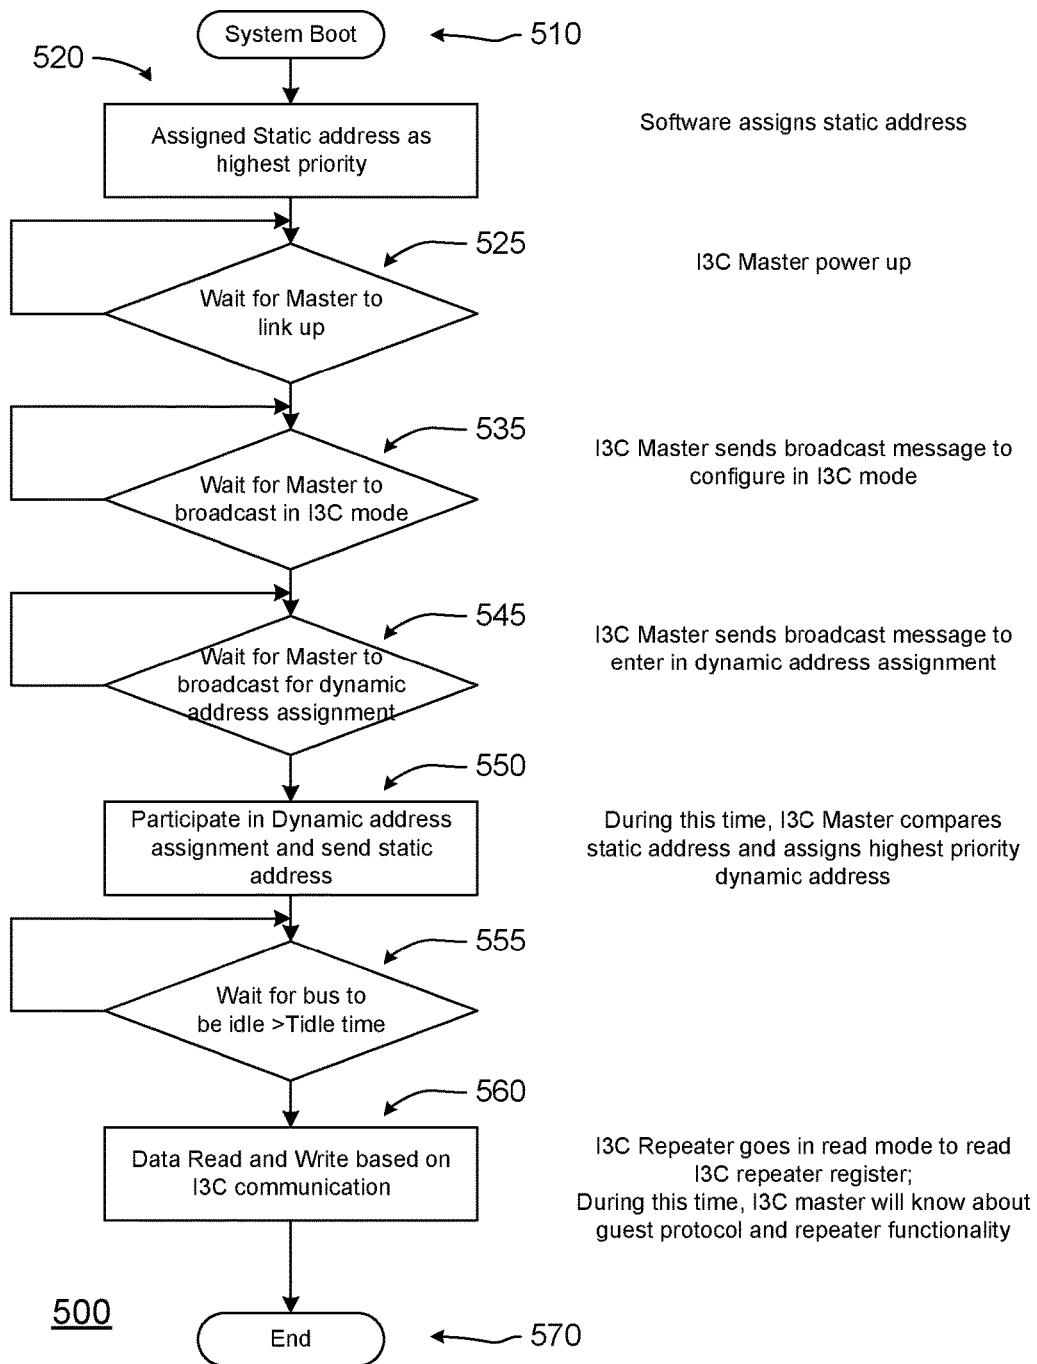 System Boot
510
520
Assigned Static address as
highest priority
Software assigns static address
525
Wait for Master to
link up
I3C Master power up
535
Wait for Master to
broadcast in I3C mode
I3C Master sends broadcast message to
configure in I3C mode
545
Wait for Master to
broadcast for dynamic
address assignment
I3C Master sends broadcast message to
enter in dynamic address assignment
550
Participate in Dynamic address
assignment and send static
address
During this time, I3C Master compares
static address and assigns highest priority
dynamic address
555
Wait for bus to
be idle >Tidle time
560
Data Read and Write based on
I3C communication
I3C Repeater goes in read mode to read
I3C repeater register;
During this time, I3C master will know about
guest protocol and repeater functionality
500
End
570